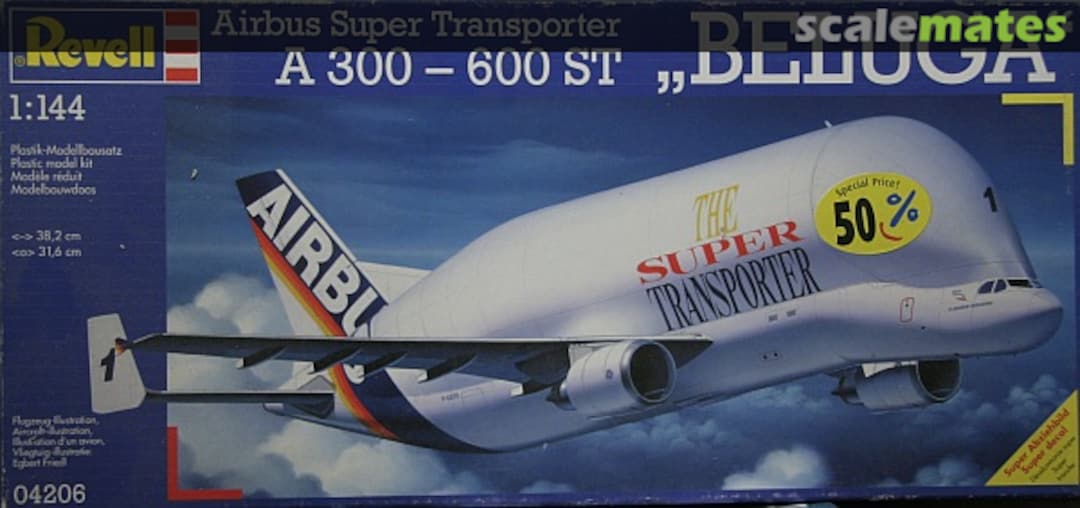 scalemates
Revell
Airbus Super Transporter
A 300 – 600 ST „BELUGA“
1:144
Plastik-Modellbausatz
Plastic model kit
Modèle réduit
Modelbouwdoos
<-> 38,2 cm
<o> 31,6 cm
AIRBUS
THE
SUPER
TRANSPORTER
Special Price!
50%
1
1
Flugzeug-Illustration,
Aircraft-illustration,
Illustration d'un avion,
Vliegtuig-illustratie:
Egbert Friedl
04206
Super Abziehbild
Super decal